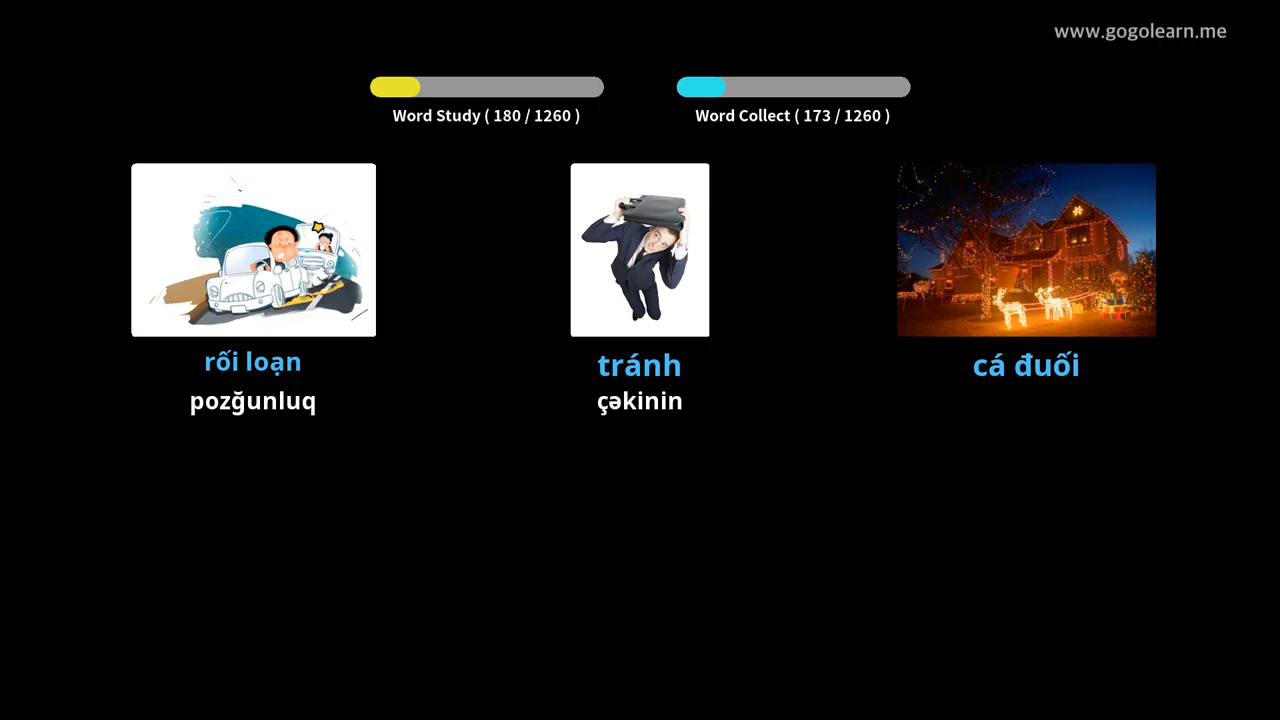 www.gogolearn.me
Word Study ( 180 / 1260 )
Word Collect ( 173 / 1260 )
rối loạn
pozğunluq
tránh
çəkinin
cá đuối